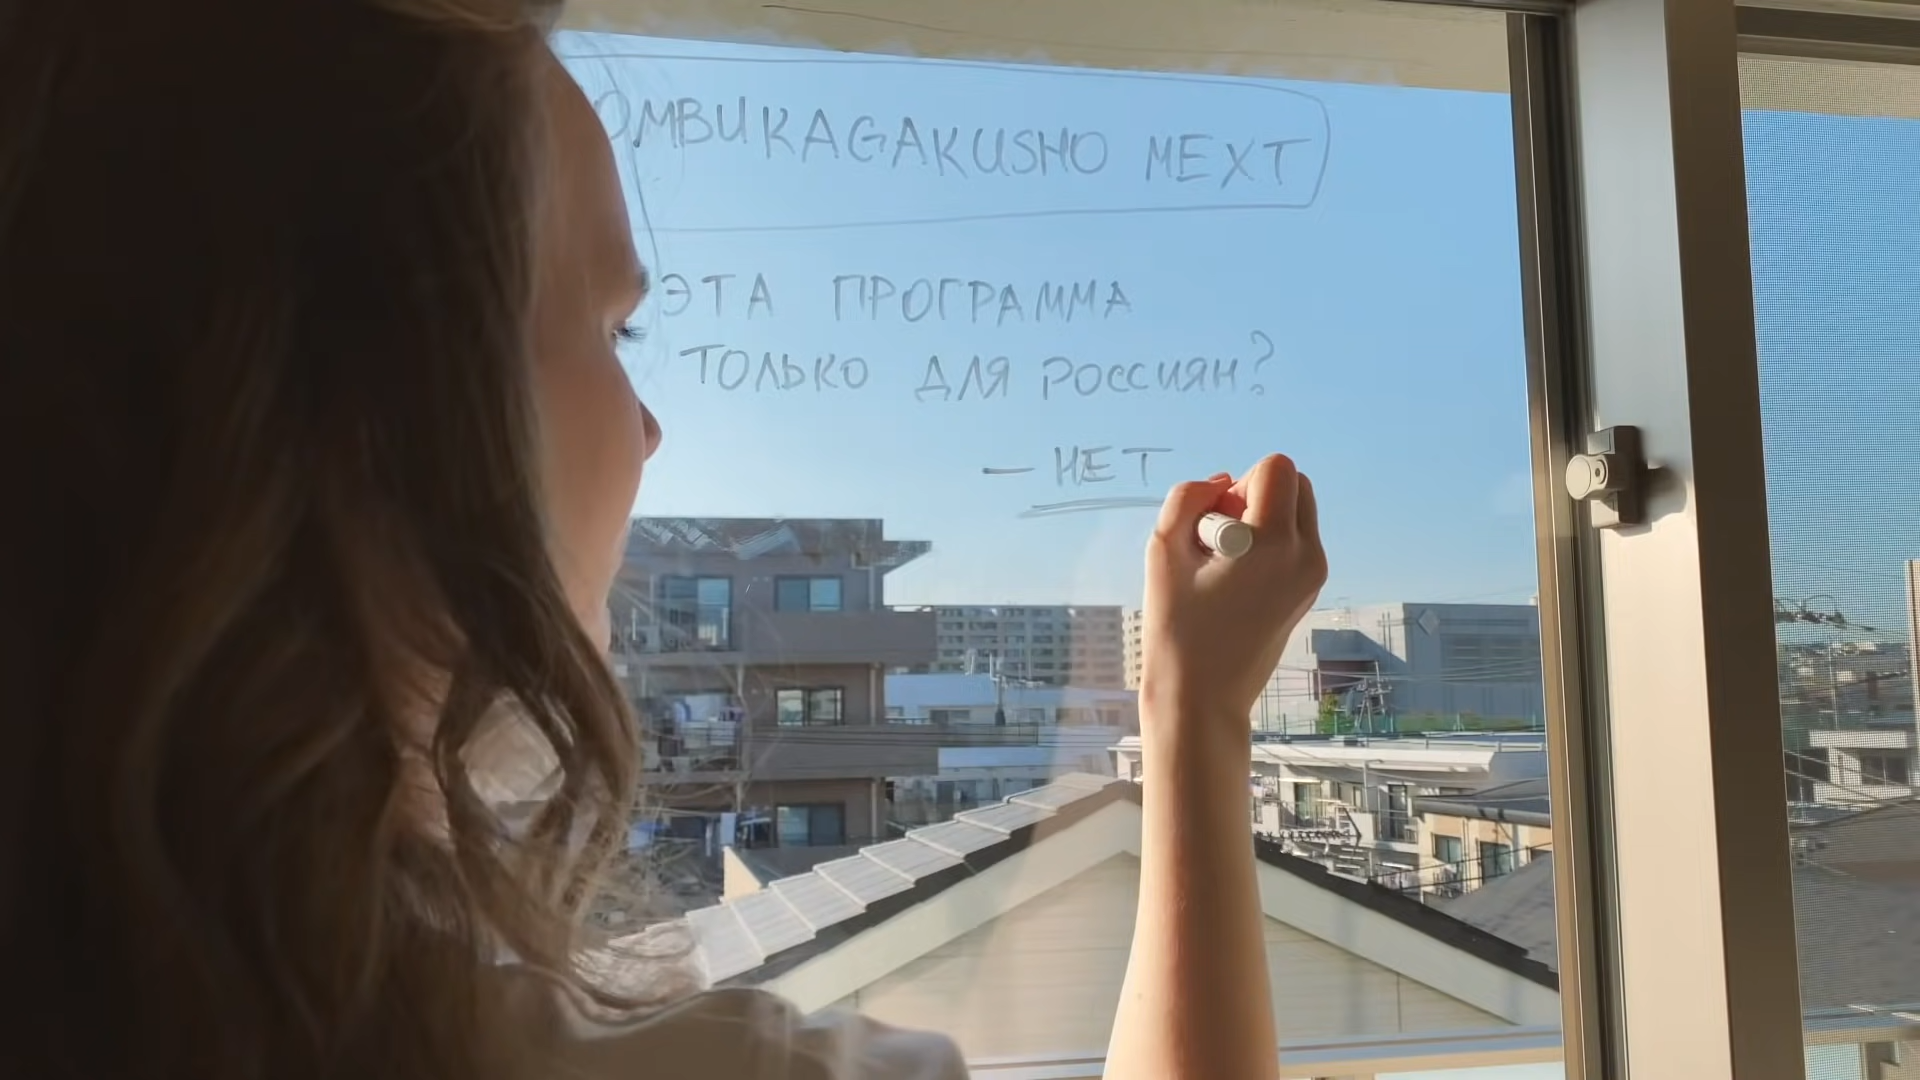 OMBUKAGAKUSHO MEXT
ЭТА ПРОГРАММА
ТОЛЬКО ДЛЯ РОССИЯН?
– НЕТ